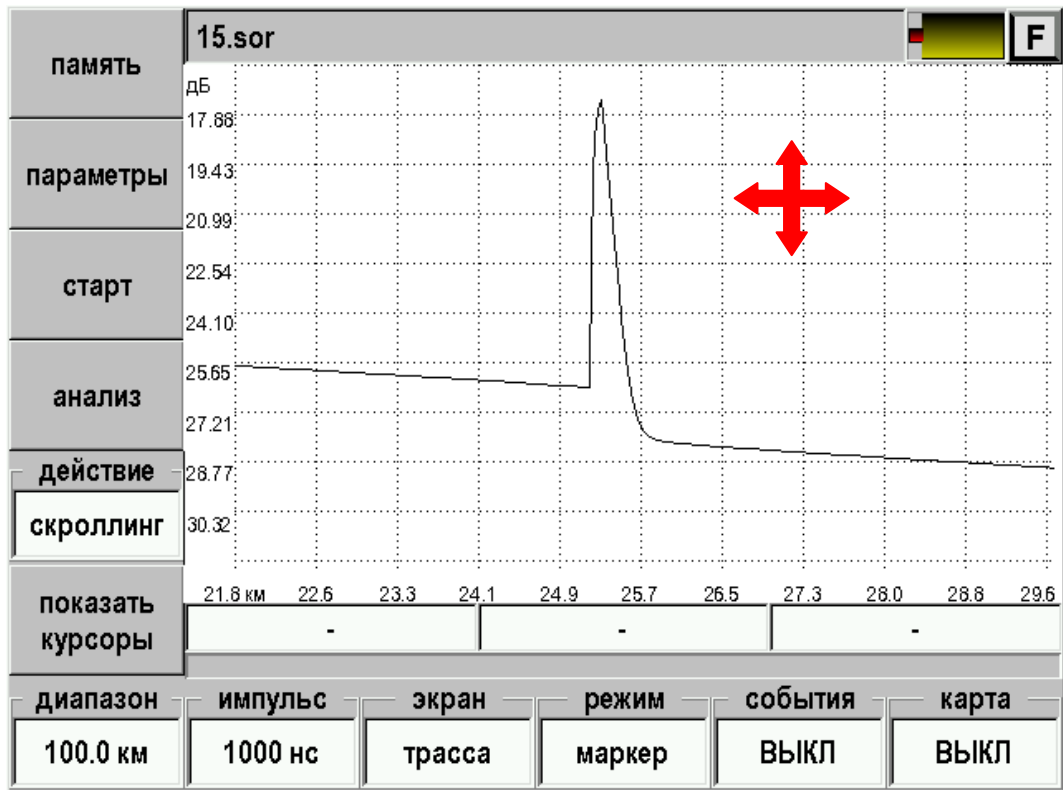 15.sor
F
память
параметры
старт
анализ
действие
скроллинг
показать
курсоры
дБ
17.88
19.43
20.99
22.54
24.10
25.65
27.21
28.77
30.32
21.8 км 22.6 23.3 24.1 24.9 25.7 26.5 27.3 28.0 28.8 29.6
- - -
диапазон импульс экран режим события карта
100.0 км 1000 нс трасса маркер ВЫКЛ ВЫКЛ